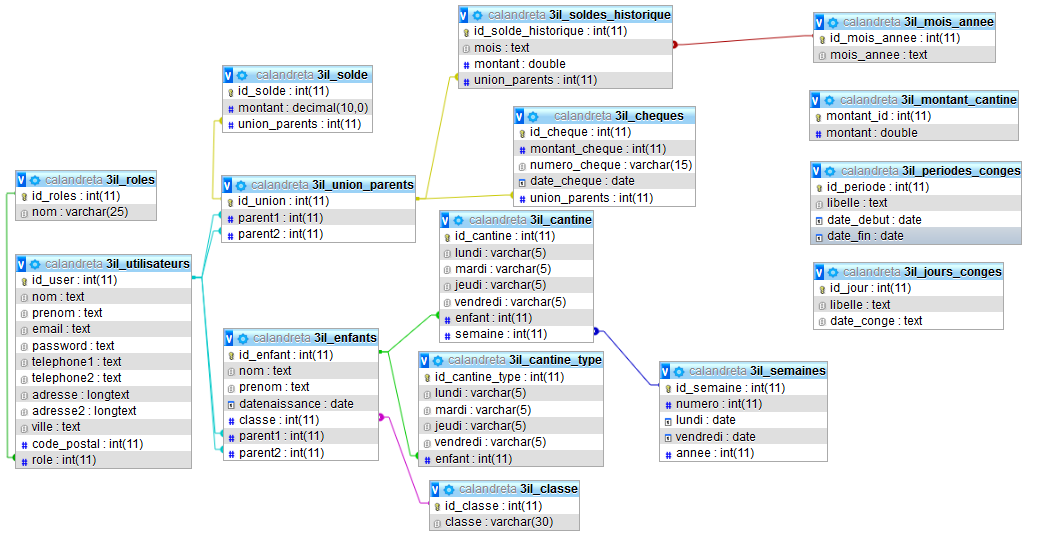 calandreta 3il_soldes_historique
id_solde_historique : int(11)
mois : text
montant : double
union_parents : int(11)
calandreta 3il_mois_annee
id_mois_annee : int(11)
mois_annee : text
calandreta 3il_solde
id_solde : int(11)
montant : decimal(10,0)
union_parents : int(11)
calandreta 3il_montant_cantine
montant_id : int(11)
montant : double
calandreta 3il_cheques
id_cheque : int(11)
montant_cheque : int(11)
numero_cheque : varchar(15)
date_cheque : date
union_parents : int(11)
calandreta 3il_roles
id_roles : int(11)
nom : varchar(25)
calandreta 3il_union_parents
id_union : int(11)
parent1 : int(11)
parent2 : int(11)
calandreta 3il_periodes_conges
id_periode : int(11)
libelle : text
date_debut : date
date_fin : date
calandreta 3il_cantine
id_cantine : int(11)
lundi : varchar(5)
mardi : varchar(5)
jeudi : varchar(5)
vendredi : varchar(5)
enfant : int(11)
semaine : int(11)
calandreta 3il_utilisateurs
id_user : int(11)
nom : text
prenom : text
email : text
password : text
telephone1 : text
telephone2 : text
adresse : longtext
adresse2 : longtext
ville : text
code_postal : int(11)
role : int(11)
calandreta 3il_jours_conges
id_jour : int(11)
libelle : text
date_conge : text
calandreta 3il_enfants
id_enfant : int(11)
nom : text
prenom : text
datenaissance : date
classe : int(11)
parent1 : int(11)
parent2 : int(11)
calandreta 3il_cantine_type
id_cantine_type : int(11)
lundi : varchar(5)
mardi : varchar(5)
jeudi : varchar(5)
vendredi : varchar(5)
enfant : int(11)
calandreta 3il_semaines
id_semaine : int(11)
numero : int(11)
lundi : date
vendredi : date
annee : int(11)
calandreta 3il_classe
id_classe : int(11)
classe : varchar(30)